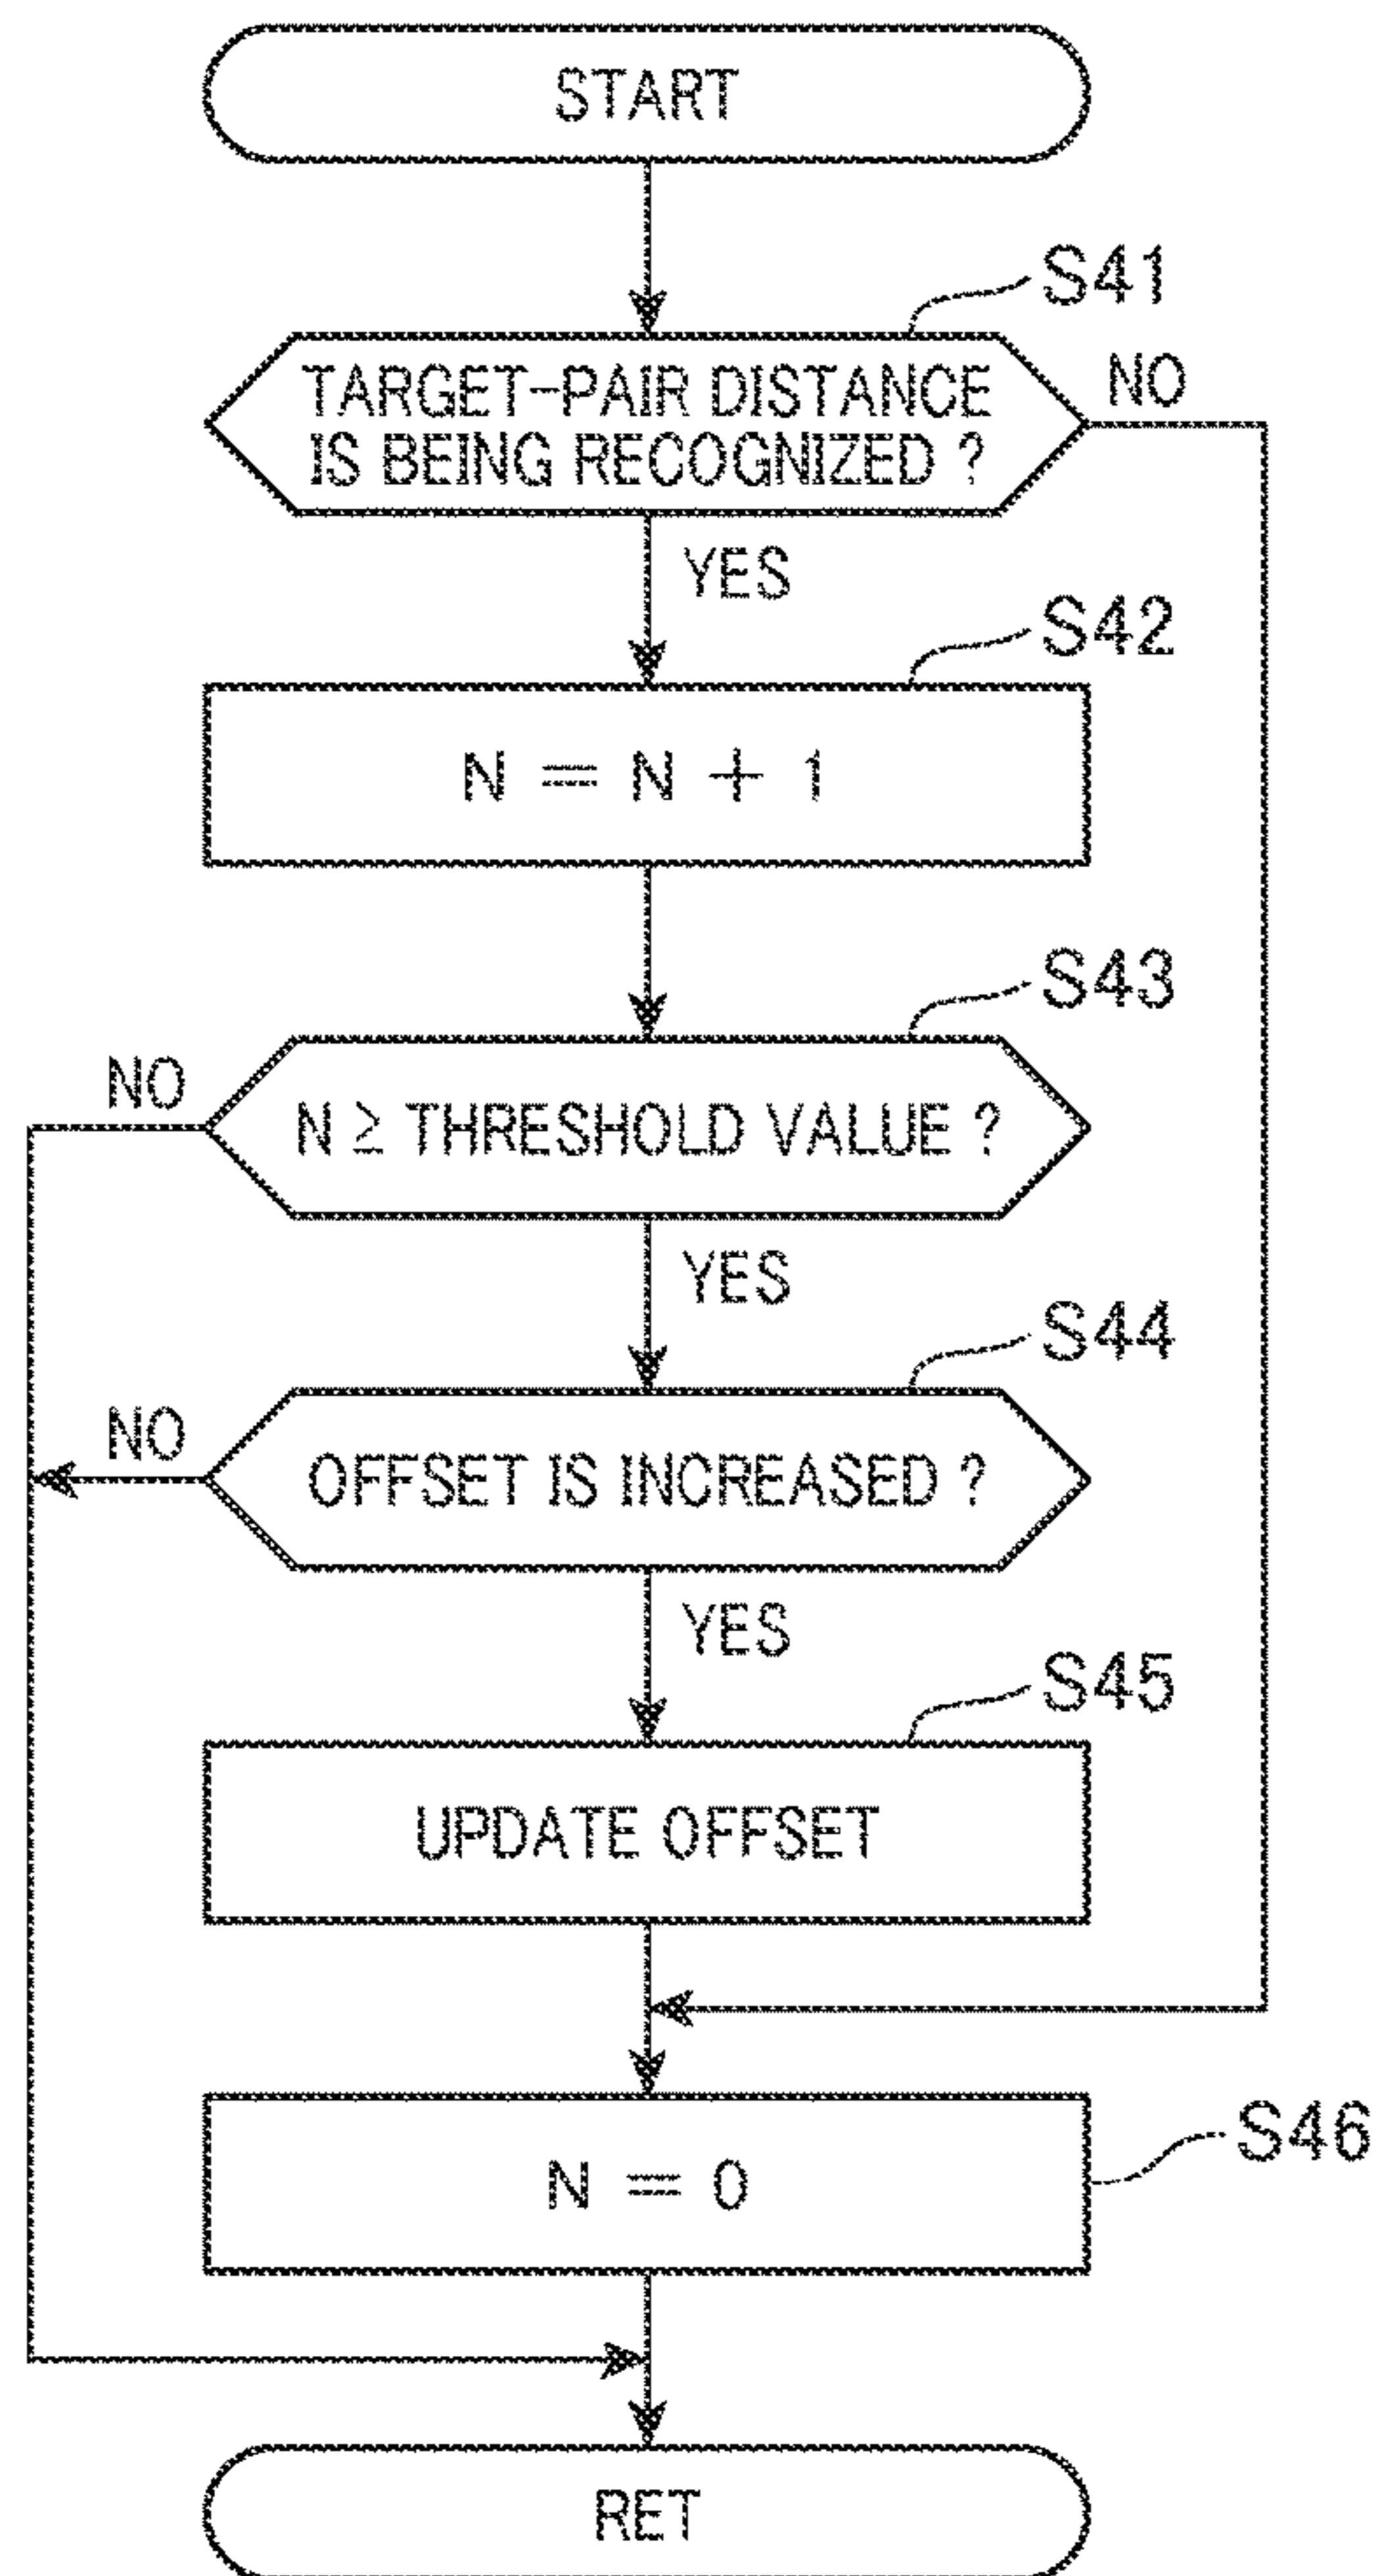 START
S41
TARGET-PAIR DISTANCE
IS BEING RECOGNIZED ?
NO
YES
S42
N = N + 1
S43
NO
N ≥ THRESHOLD VALUE ?
YES
S44
NO
OFFSET IS INCREASED ?
YES
S45
UPDATE OFFSET
S46
N = 0
RET